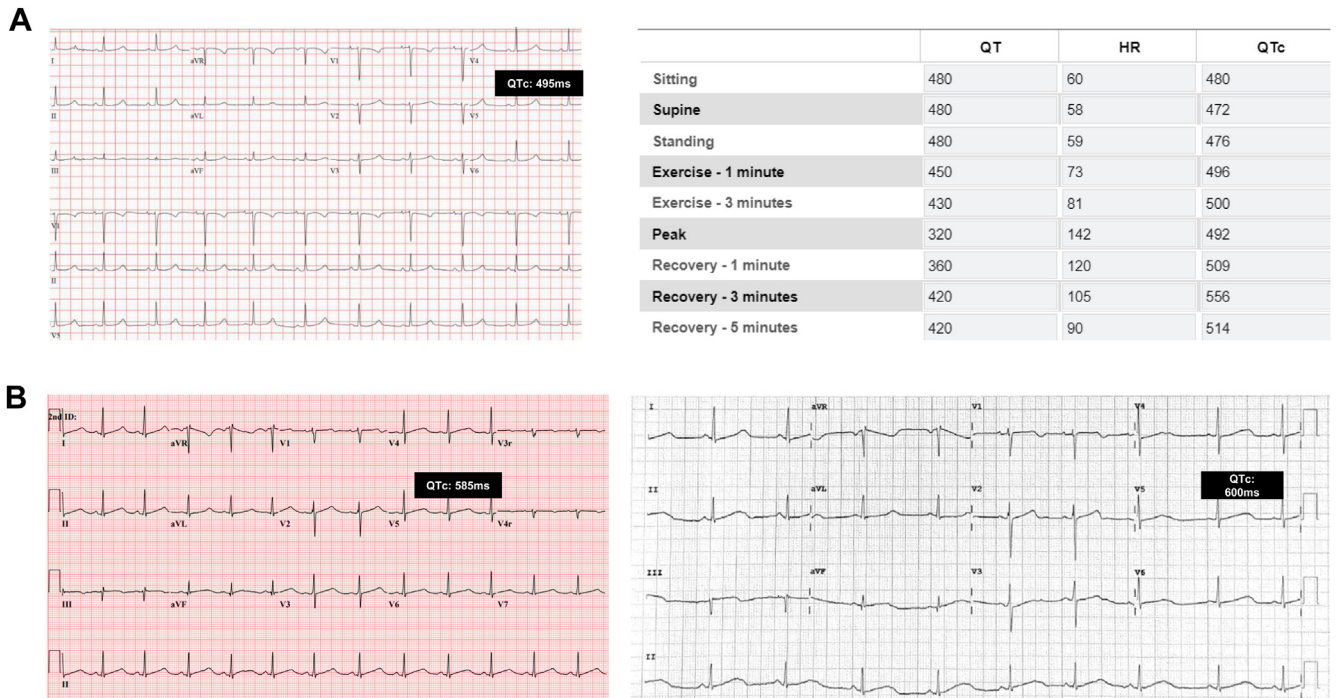 A
I aVR V1 V4
QTc: 495ms
II aVL V2 V5
III aVF V3 V6
V1
II
V5
QT HR QTc
Sitting 480 60 480
Supine 480 58 472
Standing 480 59 476
Exercise - 1 minute 450 73 496
Exercise - 3 minutes 430 81 500
Peak 320 142 492
Recovery - 1 minute 360 120 509
Recovery - 3 minutes 420 105 556
Recovery - 5 minutes 420 90 514
B
2nd ID:
I aVR V1 V4 V3r
QTc: 585ms
II aVL V2 V5 V4r
III aVF V3 V6 V7
II
I aVR V1 V4
QTc:
600ms
II aVL V2 V5
III aVF V3 V6
II